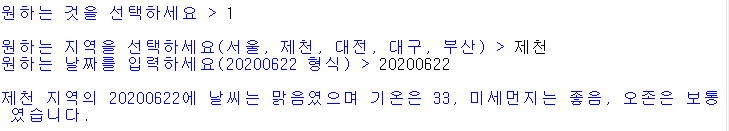 원하는 것을 선택하세요 > 1
원하는 지역을 선택하세요(서울, 제천, 대전, 대구, 부산) > 제천
원하는 날짜를 입력하세요(20200622 형식) > 20200622
제천 지역의 20200622에 날씨는 맑음였으며 기온은 33, 미세먼지는 좋음, 오존은 보통
였습니다.